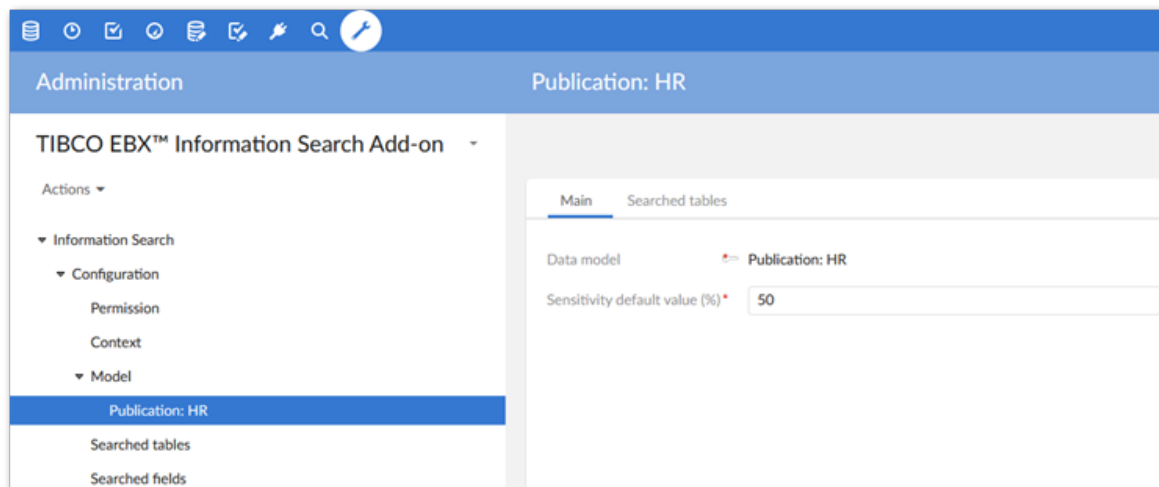 Administration
Publication: HR
TIBCO EBX™ Information Search Add-on
Actions
Main Searched tables
Information Search
Data model Publication: HR
Configuration
Sensitivity default value (%)* 50
Permission
Context
Model
Publication: HR
Searched tables
Searched fields